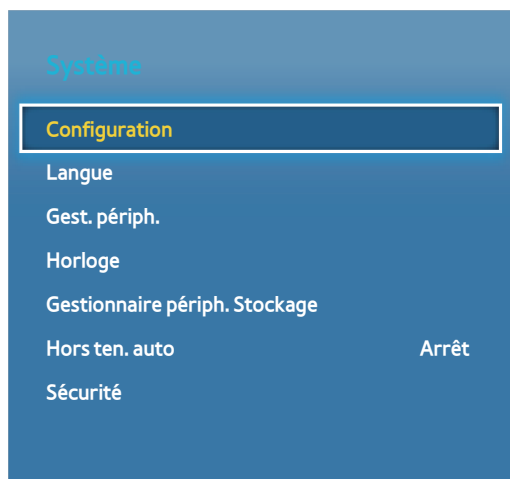 Système
Configuration
Langue
Gest. périph.
Horloge
Gestionnaire périph. Stockage
Hors ten. auto Arrêt
Sécurité